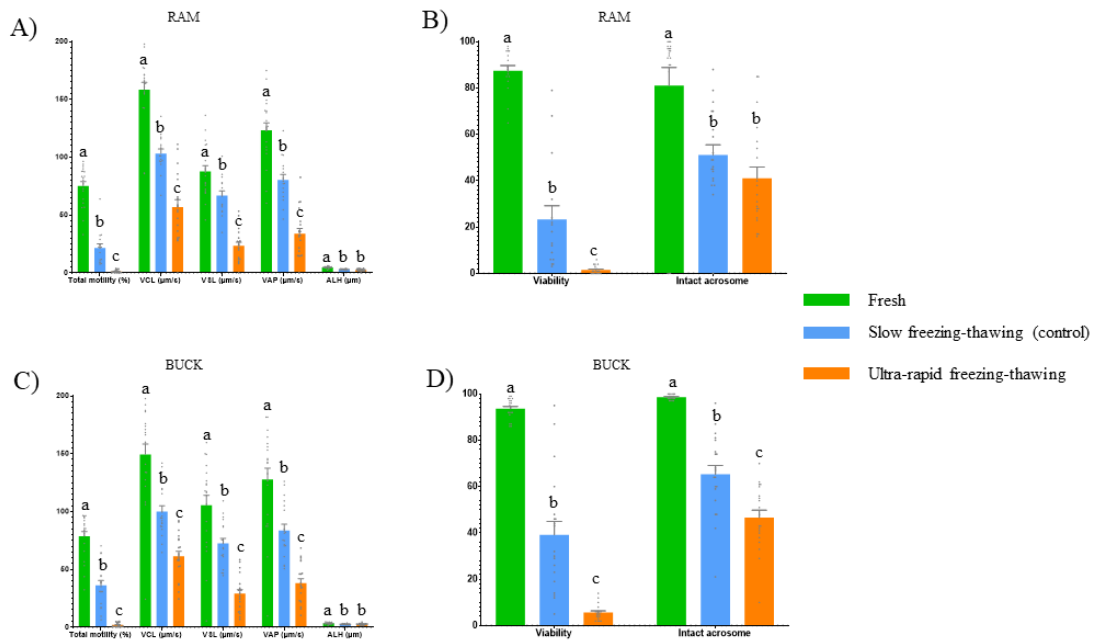 A)
RAM
200
150
100
50
0
a
b
c
a
b
c
a
b
c
a
b
c
a b b
Total motility (%) VCL (µm/s) VSL (µm/s) VAP (µm/s) ALH (µm)
B)
RAM
100
80
60
40
20
0
a
b
c
a
b
b
Viability Intact acrosome
Fresh
Slow freezing-thawing (control)
Ultra-rapid freezing-thawing
C)
BUCK
200
150
100
50
0
a
b
c
a
b
c
a
b
c
a
b
c
a b b
Total motility (%) VCL (µm/s) VSL (µm/s) VAP (µm/s) ALH (µm)
D)
BUCK
100
80
60
40
20
0
a
b
c
a
b
c
Viability Intact acrosome